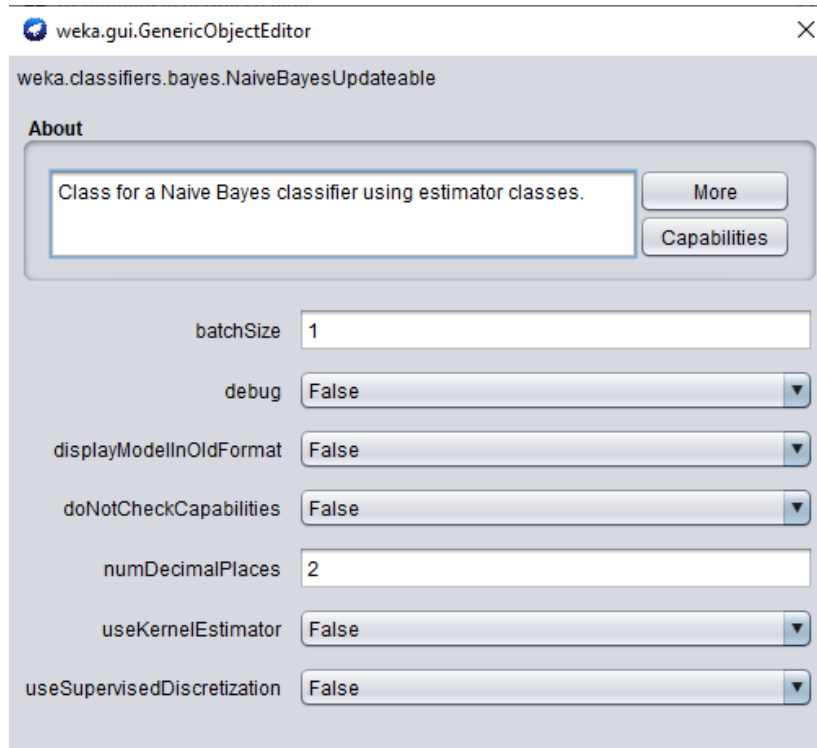 weka.gui.GenericObjectEditor
weka.classifiers.bayes.NaiveBayesUpdateable
About
Class for a Naive Bayes classifier using estimator classes.
More
Capabilities
batchSize 1
debug False
displayModelInOldFormat False
doNotCheckCapabilities False
numDecimalPlaces 2
useKernelEstimator False
useSupervisedDiscretization False